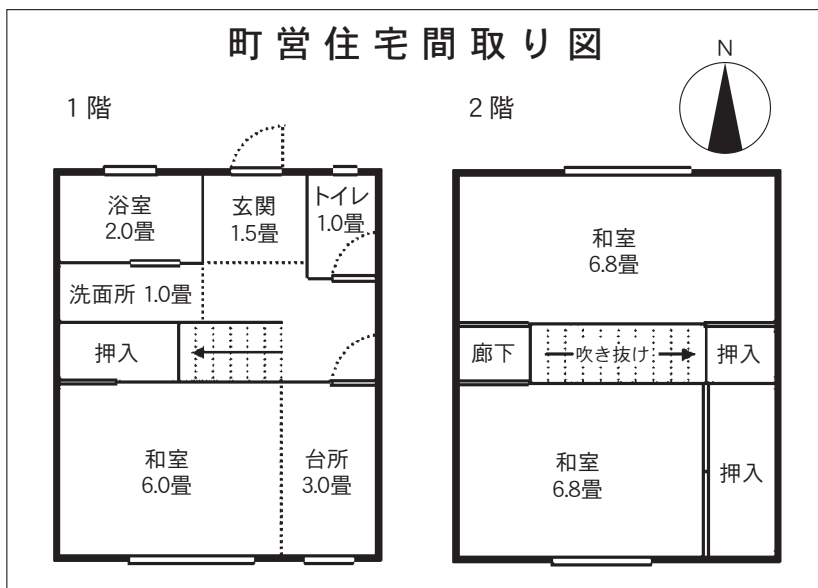 町営住宅間取り図
N
1階
2階
浴室
2.0畳
玄関
1.5畳
トイレ
1.0畳
洗面所 1.0畳
押入
和室
6.0畳
台所
3.0畳
和室
6.8畳
廊下
吹き抜け
押入
和室
6.8畳
押入